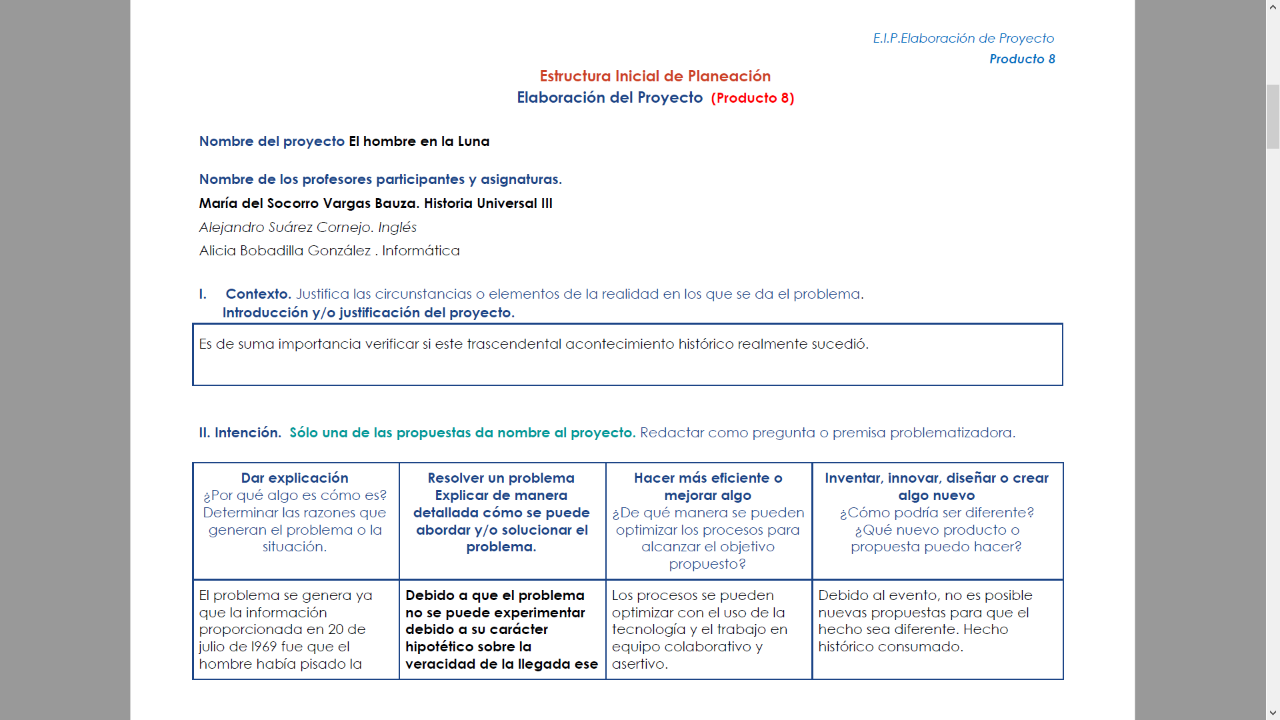 E.I.P.Elaboración de Proyecto
Producto 8
Estructura Inicial de Planeación
Elaboración del Proyecto (Producto 8)
Nombre del proyecto El hombre en la Luna
Nombre de los profesores participantes y asignaturas.
María del Socorro Vargas Bauza. Historia Universal III
Alejandro Suárez Cornejo. Inglés
Alicia Bobadilla González . Informática
I. Contexto. Justifica las circunstancias o elementos de la realidad en los que se da el problema.
Introducción y/o justificación del proyecto.
Es de suma importancia verificar si este trascendental acontecimiento histórico realmente sucedió.
II. Intención. Sólo una de las propuestas da nombre al proyecto. Redactar como pregunta o premisa problematizadora.
Dar explicación
¿Por qué algo es cómo es?
Determinar las razones que
generan el problema o la
situación.
Resolver un problema
Explicar de manera
detallada cómo se puede
abordar y/o solucionar el
problema.
Hacer más eficiente o
mejorar algo
¿De qué manera se pueden
optimizar los procesos para
alcanzar el objetivo
propuesto?
Inventar, innovar, diseñar o crear
algo nuevo
¿Cómo podría ser diferente?
¿Qué nuevo producto o
propuesta puedo hacer?
El problema se genera ya
que la información
proporcionada en 20 de
julio de l969 fue que el
hombre había pisado la
Debido a que el problema
no se puede experimentar
debido a su carácter
hipotético sobre la
veracidad de la llegada ese
Los procesos se pueden
optimizar con el uso de la
tecnología y el trabajo en
equipo colaborativo y
asertivo.
Debido al evento, no es posible
nuevas propuestas para que el
hecho sea diferente. Hecho
histórico consumado.